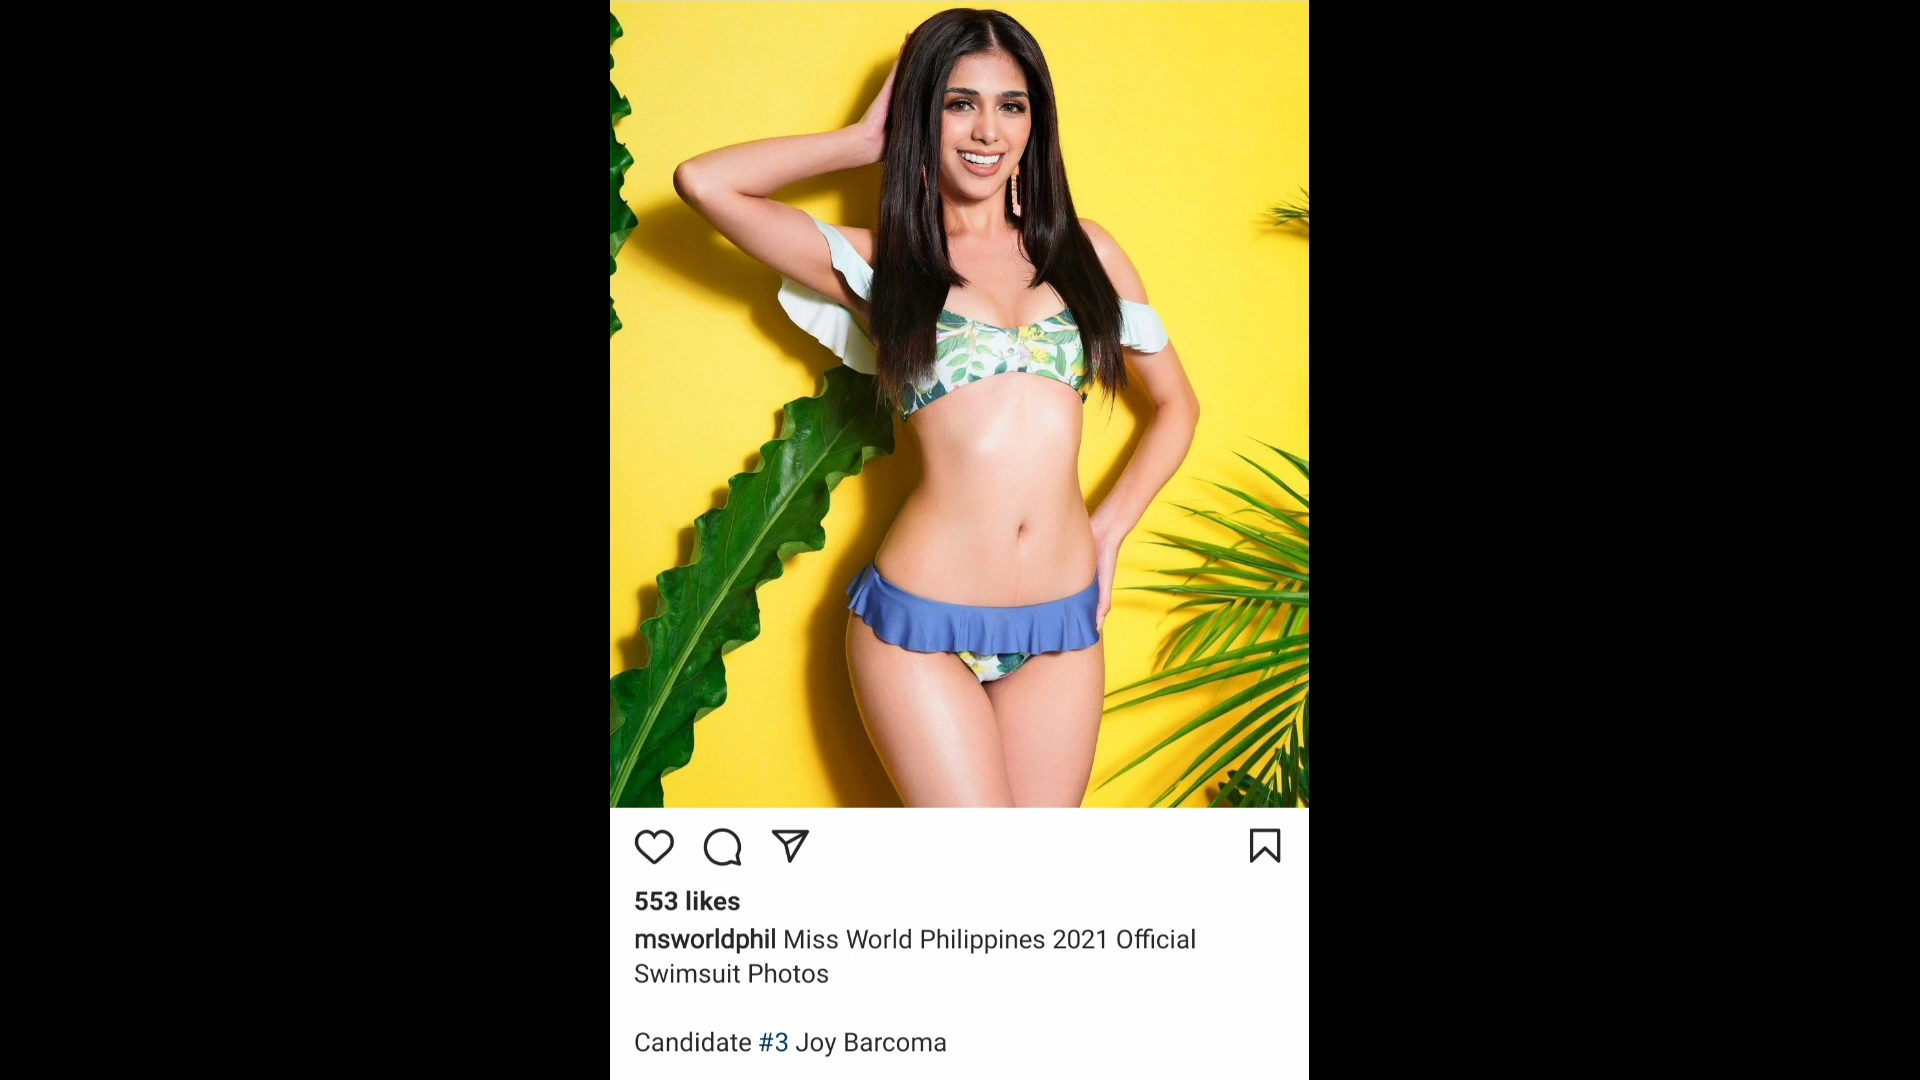 553 likes
msworldphil Miss World Philippines 2021 Official
Swimsuit Photos
Candidate #3 Joy Barcoma